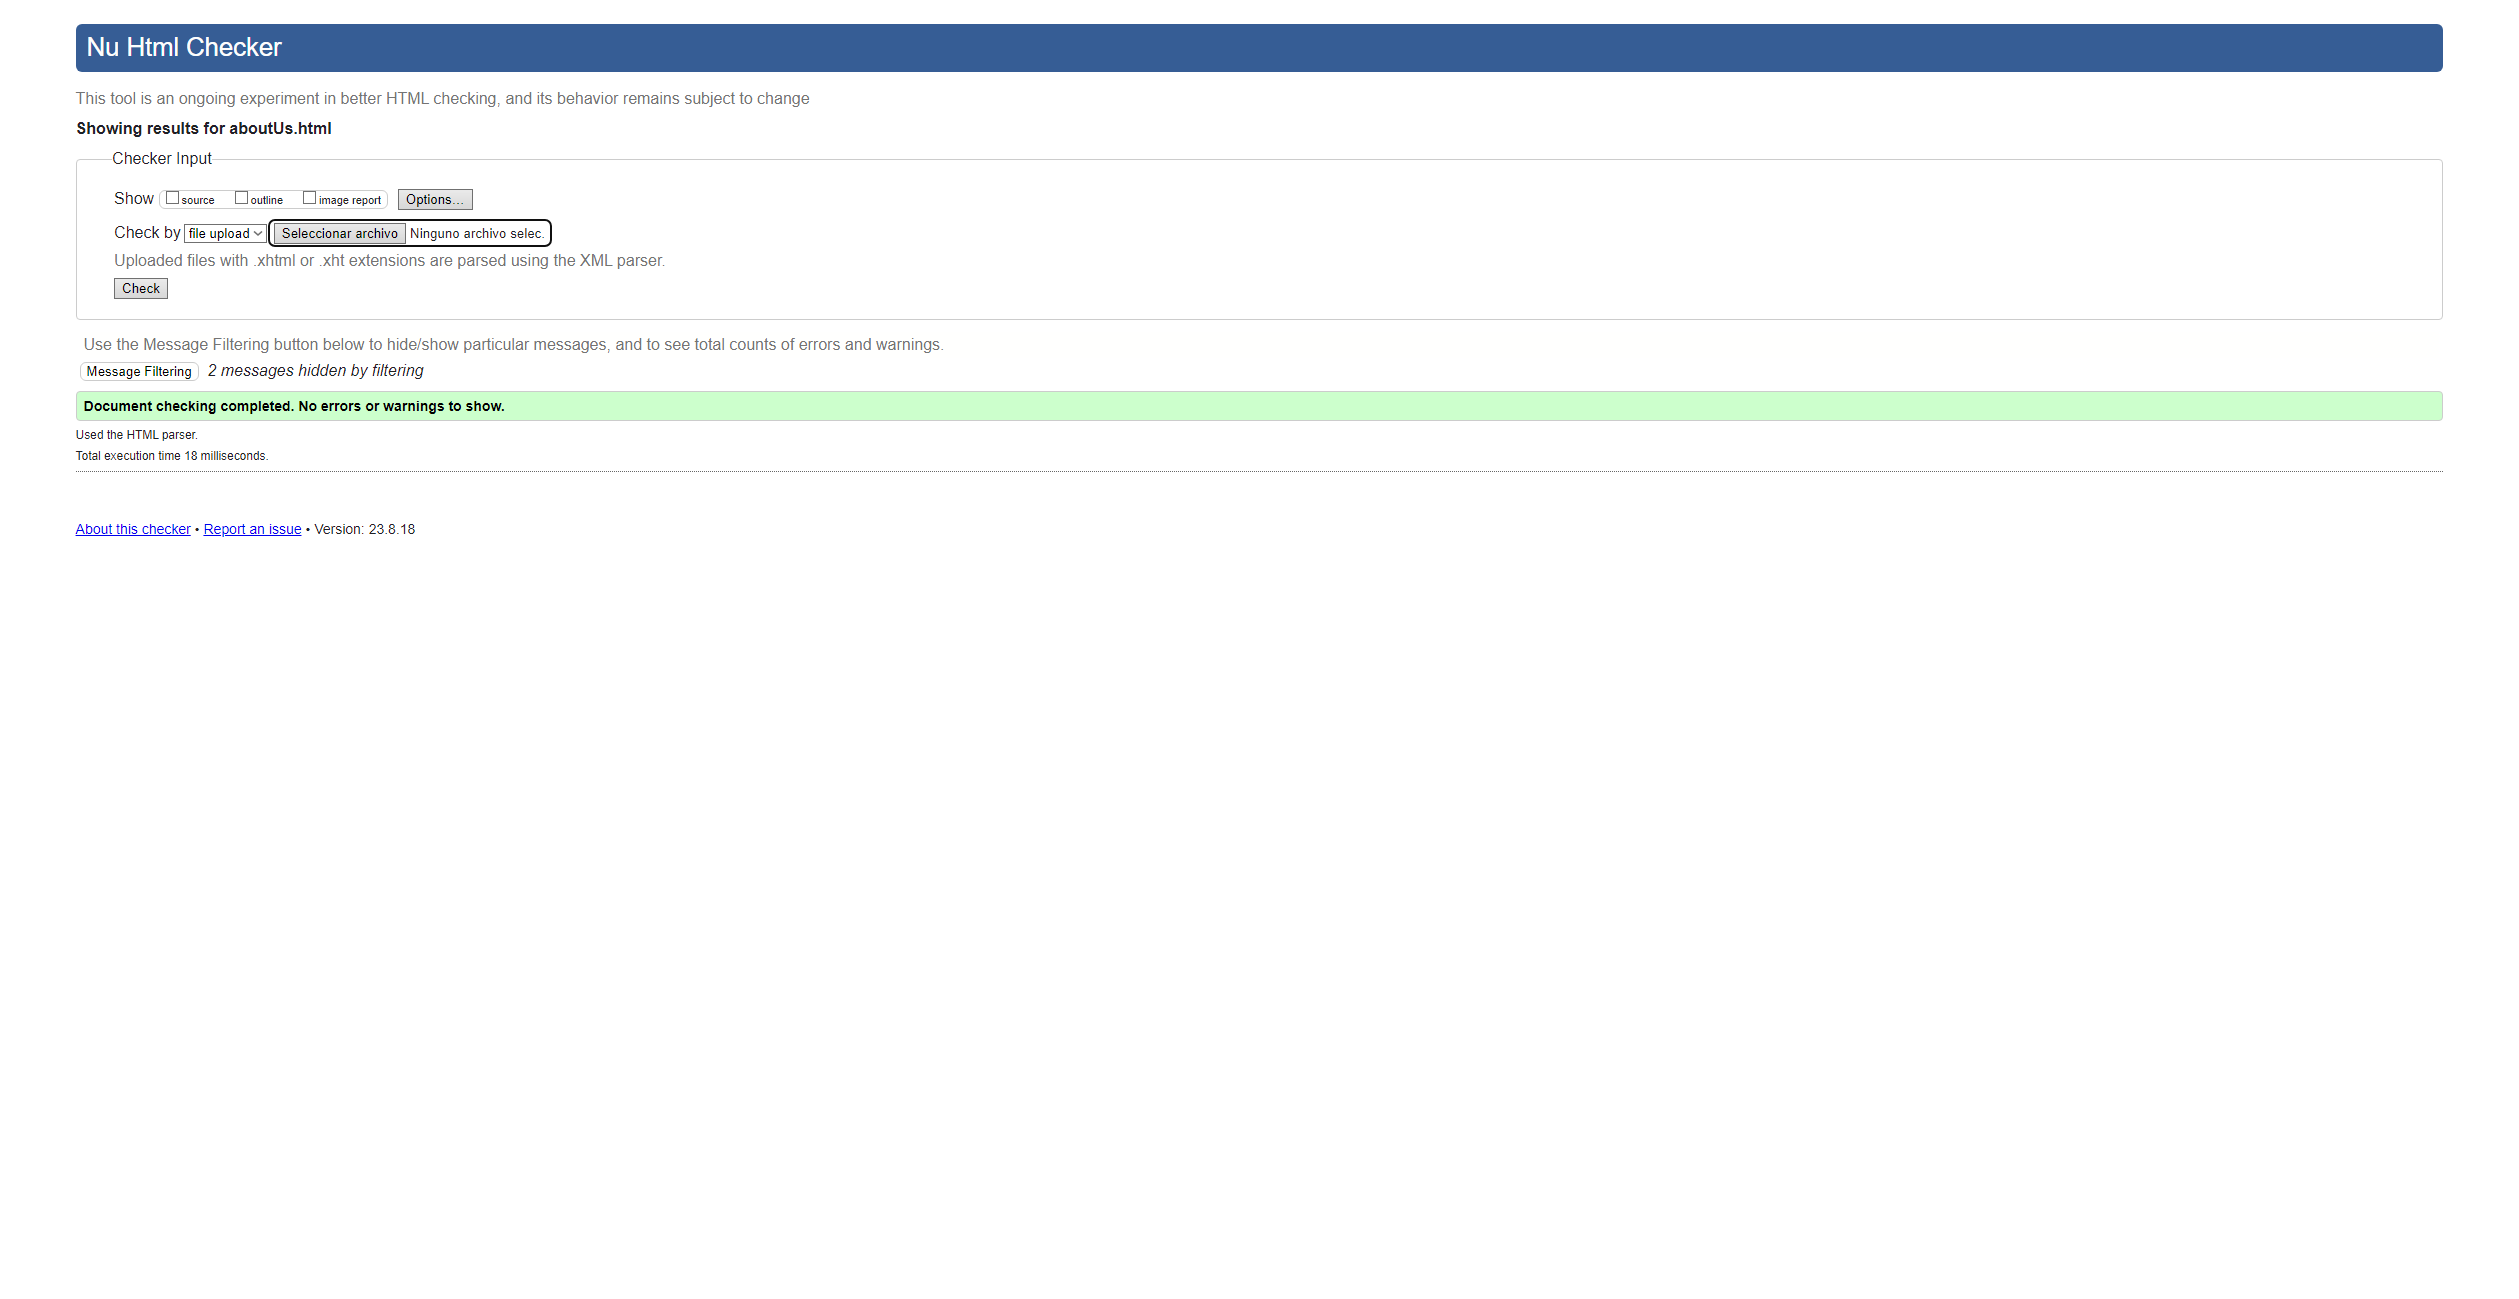 Nu Html Checker
This tool is an ongoing experiment in better HTML checking, and its behavior remains subject to change
Showing results for aboutUs.html
Checker Input
Show source outline image report Options...
Check by file upload Seleccionar archivo Ninguno archivo selec.
Uploaded files with .xhtml or .xht extensions are parsed using the XML parser.
Check
Use the Message Filtering button below to hide/show particular messages, and to see total counts of errors and warnings.
Message Filtering 2 messages hidden by filtering
Document checking completed. No errors or warnings to show.
Used the HTML parser.
Total execution time 18 milliseconds.
About this checker • Report an issue • Version: 23.8.18